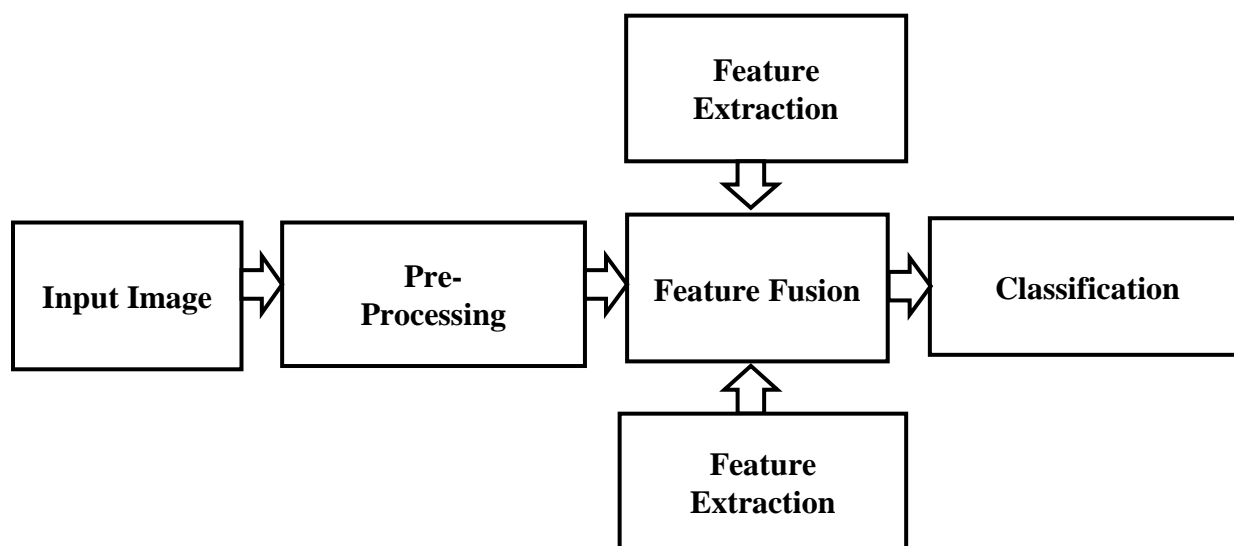 Feature
Extraction
Input Image
Pre-
Processing
Feature Fusion
Classification
Feature
Extraction